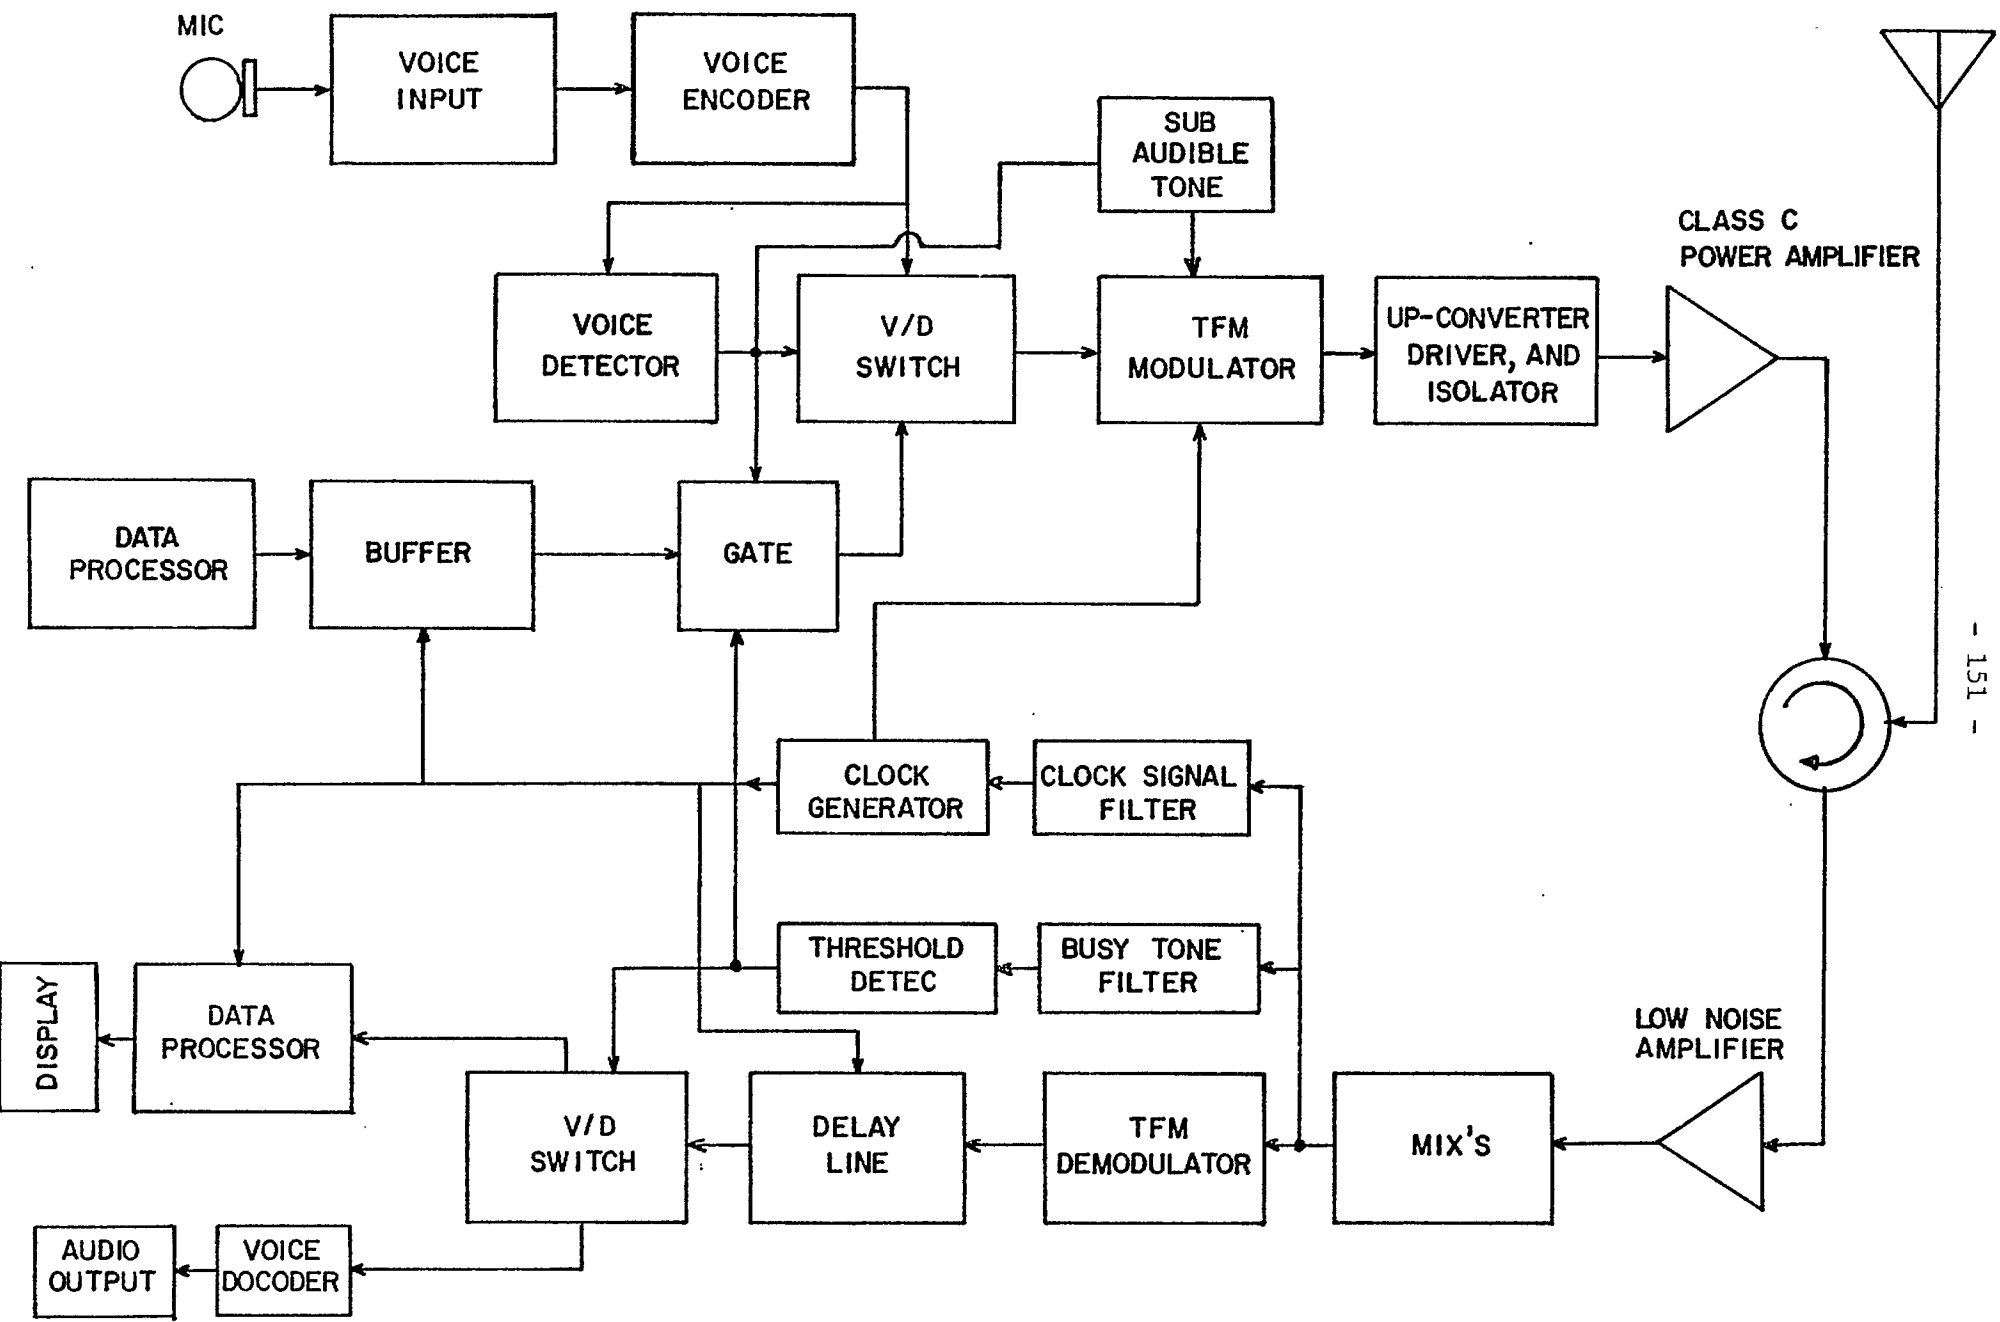 MIC
VOICE
INPUT
VOICE
ENCODER
SUB
AUDIBLE
TONE
CLASS C
POWER AMPLIFIER
VOICE
DETECTOR
V/D
SWITCH
TFM
MODULATOR
UP-CONVERTER
DRIVER, AND
ISOLATOR
DATA
PROCESSOR
BUFFER
GATE
- 151 -
CLOCK
GENERATOR
CLOCK SIGNAL
FILTER
THRESHOLD
DETEC
BUSY TONE
FILTER
DISPLAY
DATA
PROCESSOR
LOW NOISE
AMPLIFIER
V/D
SWITCH
DELAY
LINE
TFM
DEMODULATOR
MIX'S
AUDIO
OUTPUT
VOICE
DOCODER